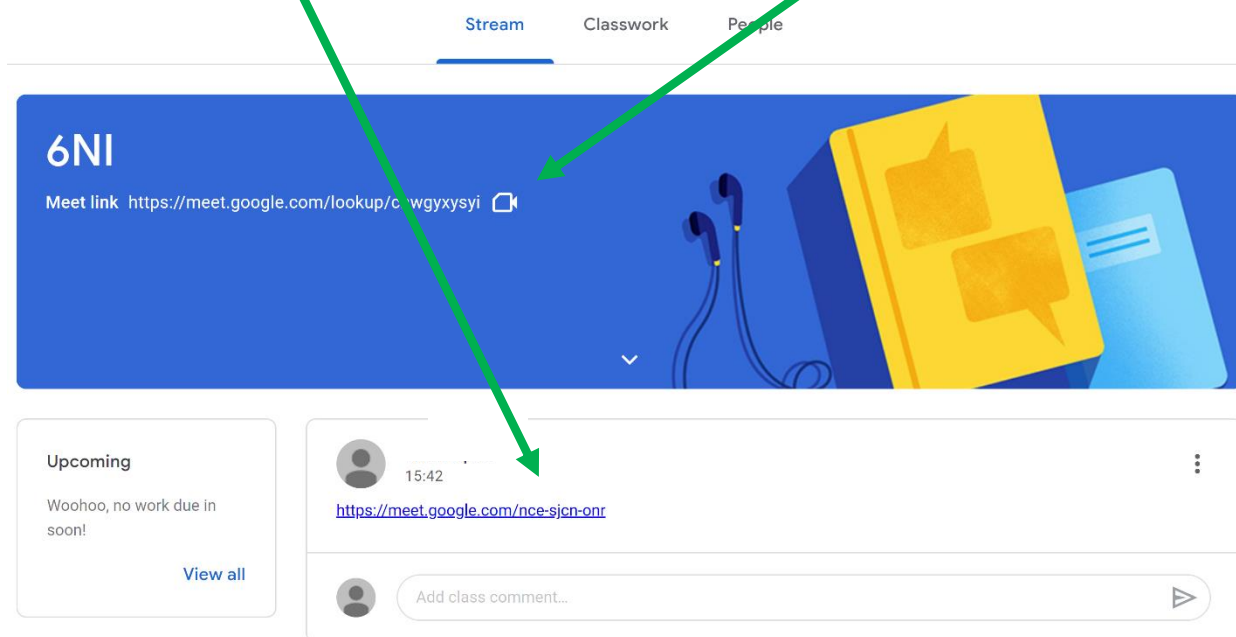 Stream Classwork People
6NI
Meet link https://meet.google.com/lookup/
Upcoming
Woohoo, no work due in
soon!
View all
15:42
https://meet.google.com/nce-sjcn-onr
Add class comment...